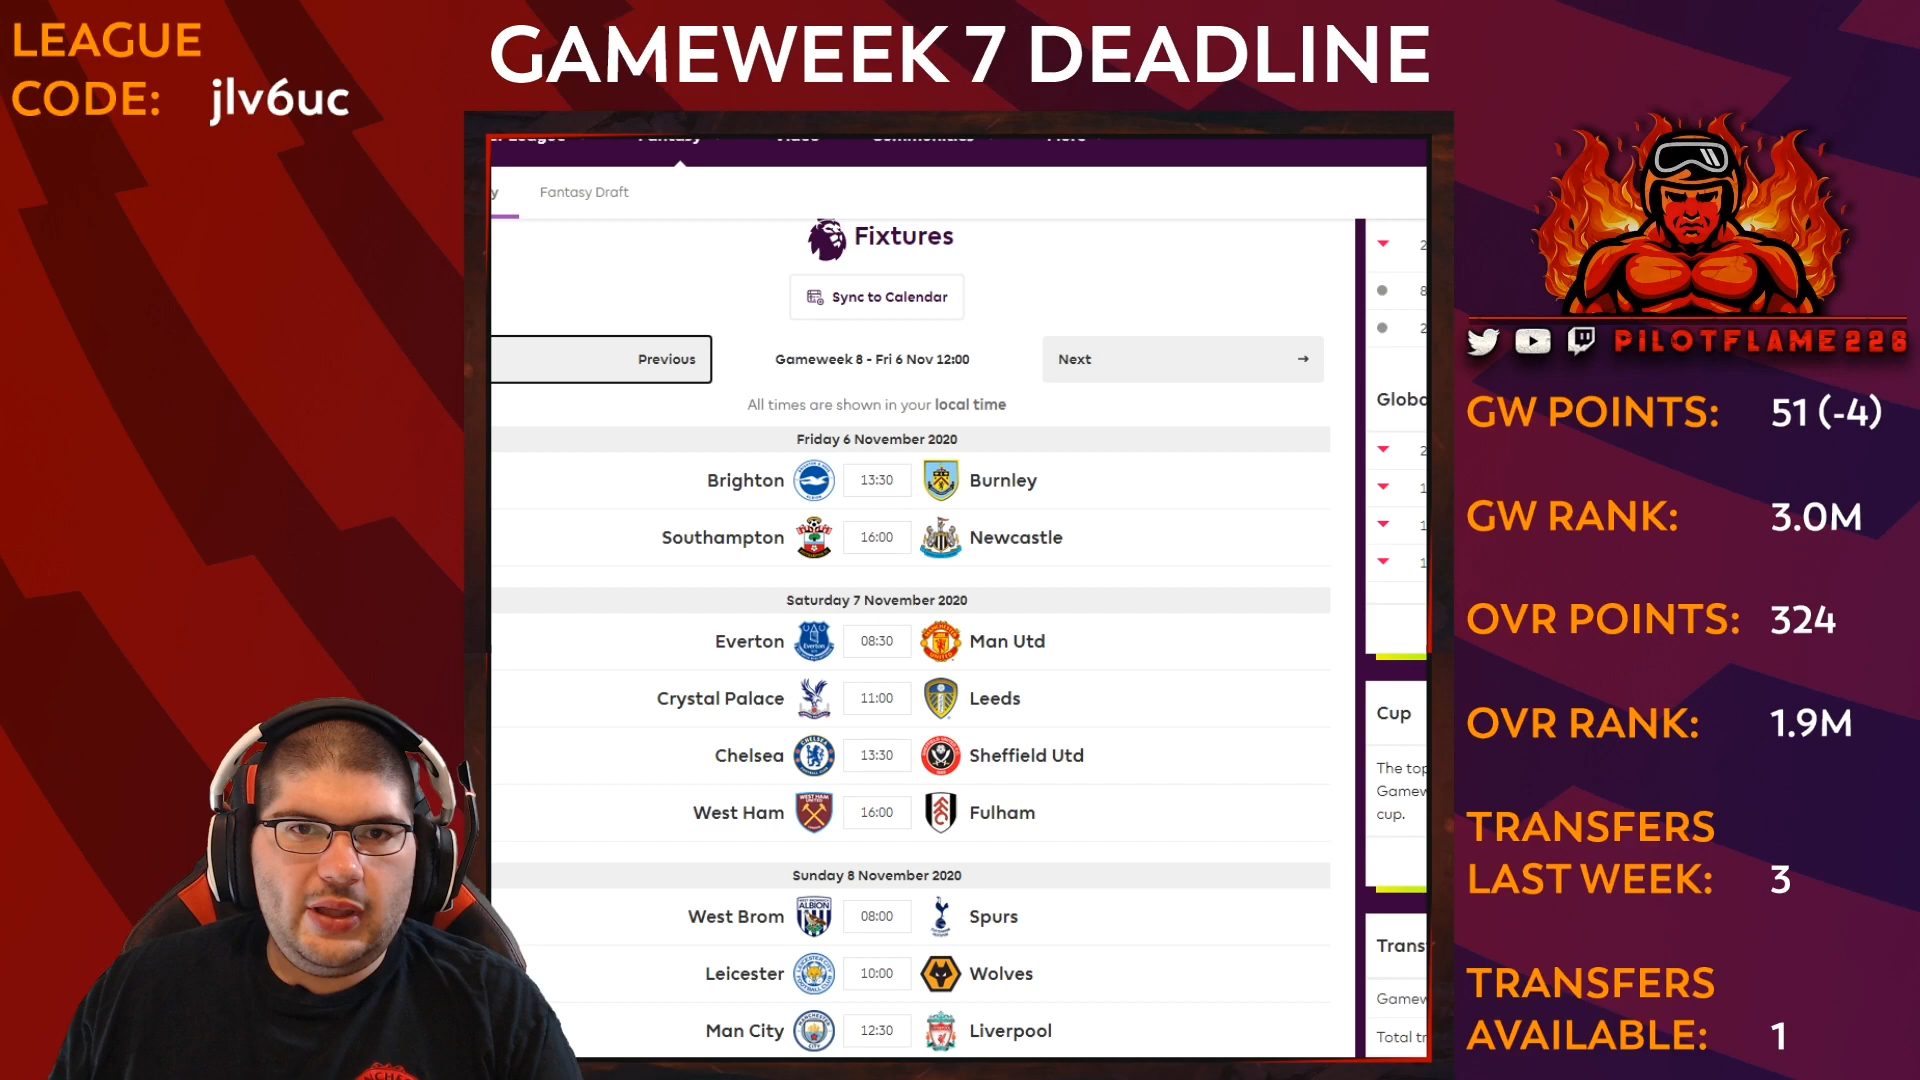 LEAGUE
CODE: jlv6uc
GAMEWEEK 7 DEADLINE
Fantasy Draft
Fixtures
Sync to Calendar
Previous
Gameweek 8 - Fri 6 Nov 12:00
Next →
All times are shown in your local time
Friday 6 November 2020
Brighton 13:30 Burnley
Southampton 16:00 Newcastle
Saturday 7 November 2020
Everton 08:30 Man Utd
Crystal Palace 11:00 Leeds
Chelsea 13:30 Sheffield Utd
West Ham 16:00 Fulham
Sunday 8 November 2020
West Brom 08:00 Spurs
Leicester 10:00 Wolves
Man City 12:30 Liverpool
Cup
The top
cup.
PILOTFLAME226
GW POINTS: 51 (-4)
GW RANK: 3.0M
OVR POINTS: 324
OVR RANK: 1.9M
TRANSFERS
LAST WEEK: 3
TRANSFERS
AVAILABLE: 1